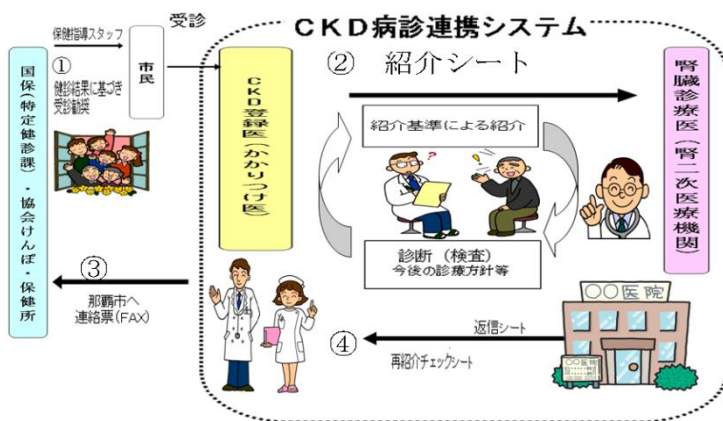 CKD病診連携システム
保健指導スタッフ
①
健診結果に基づき
受診勧奨
市民
受診
国保(特定健診課)・協会けんぽ・保健所
CKD登録医(かかりつけ医)
② 紹介シート
紹介基準による紹介
診断(検査)
今後の診療方針等
腎臓診療医(腎二次医療機関)
③
那覇市へ
連絡票(FAX)
④
返信シート
再紹介チェックシート
○○医院